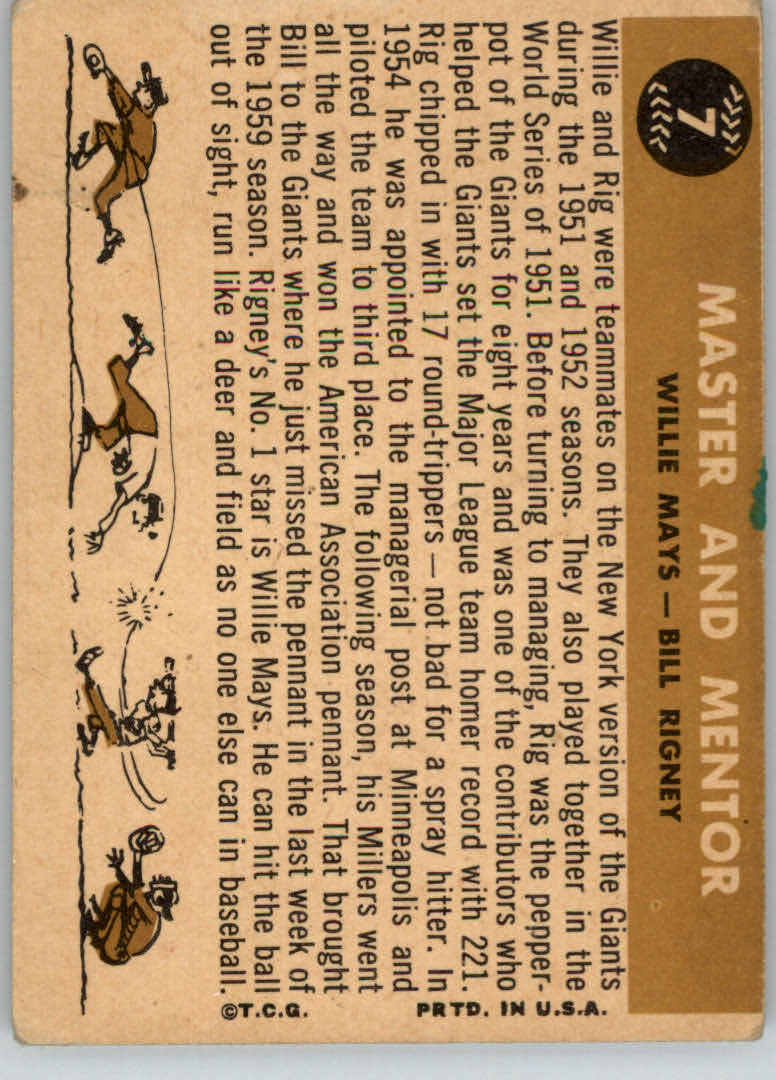 7
MASTER AND MENTOR
WILLIE MAYS — BILL RIGNEY
Willie and Rig were teammates on the New York version of the Giants
during the 1951 and 1952 seasons. They also played together in the
World Series of 1951. Before turning to managing, Rig was the pepper-
pot of the Giants for eight years and was one of the contributors who
helped the Giants set the Major League team homer record with 221.
Rig chipped in with 17 round-trippers — not bad for a spray hitter. In
1954 he was appointed to the managerial post at Minneapolis and
piloted the team to third place. The following season, his Millers went
all the way and won the American Association pennant. That brought
Bill to the Giants where he just missed the pennant in the last week of
the 1959 season. Rigney's No. 1 star is Willie Mays. He can hit the ball
out of sight, run like a deer and field as no one else can in baseball.
©T.C.G. PRTD. IN U.S.A.